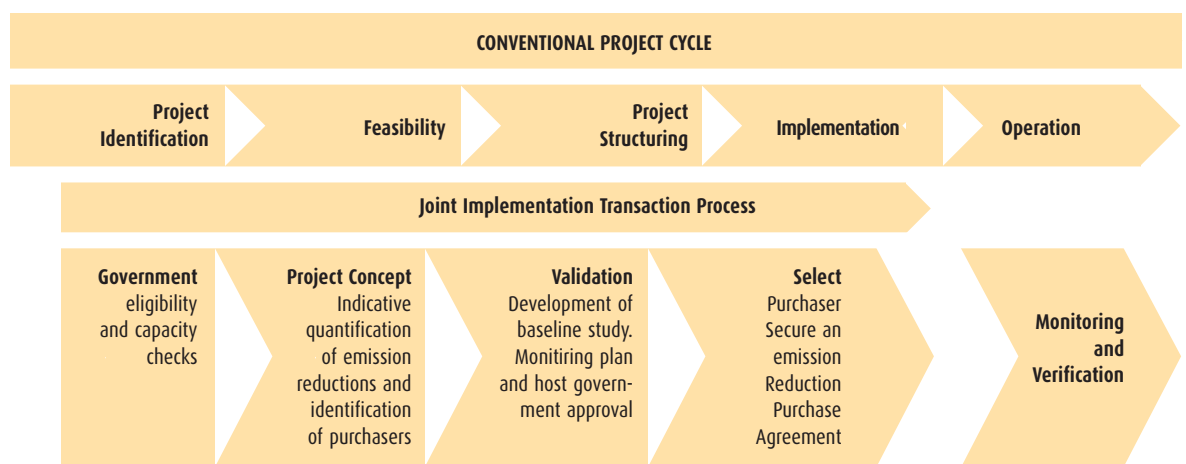 CONVENTIONAL PROJECT CYCLE
Project
Identification
Feasibility
Project
Structuring
Implementation
Operation
Joint Implementation Transaction Process
Government
eligibility
and capacity
checks
Project Concept
Indicative
quantification
of emission
reductions and
identification
of purchasers
Validation
Development of
baseline study.
Monitiring plan
and host govern-
ment approval
Select
Purchaser
Secure an
emission
Reduction
Purchase
Agreement
Monitoring
and
Verification